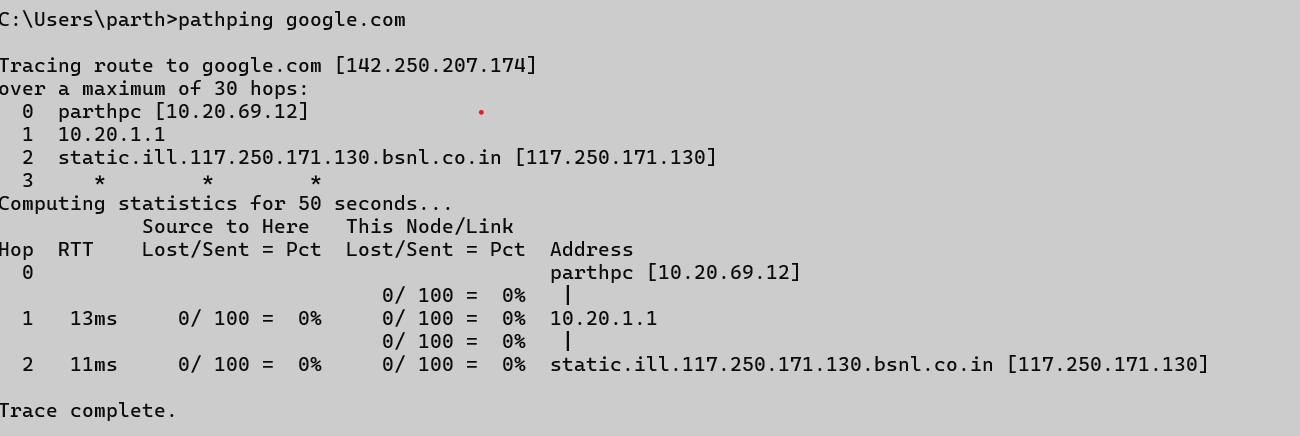 C:\Users\parth>pathping google.com
Tracing route to google.com [142.250.207.174]
over a maximum of 30 hops:
  0  parthpc [10.20.69.12]
  1  10.20.1.1
  2  static.ill.117.250.171.130.bsnl.co.in [117.250.171.130]
  3     *        *        *
Computing statistics for 50 seconds...
            Source to Here   This Node/Link
Hop  RTT    Lost/Sent = Pct  Lost/Sent = Pct  Address
  0                                           parthpc [10.20.69.12]
                                0/ 100 =  0%   |
  1   13ms     0/ 100 =  0%     0/ 100 =  0%  10.20.1.1
                                0/ 100 =  0%   |
  2   11ms     0/ 100 =  0%     0/ 100 =  0%  static.ill.117.250.171.130.bsnl.co.in [117.250.171.130]
Trace complete.